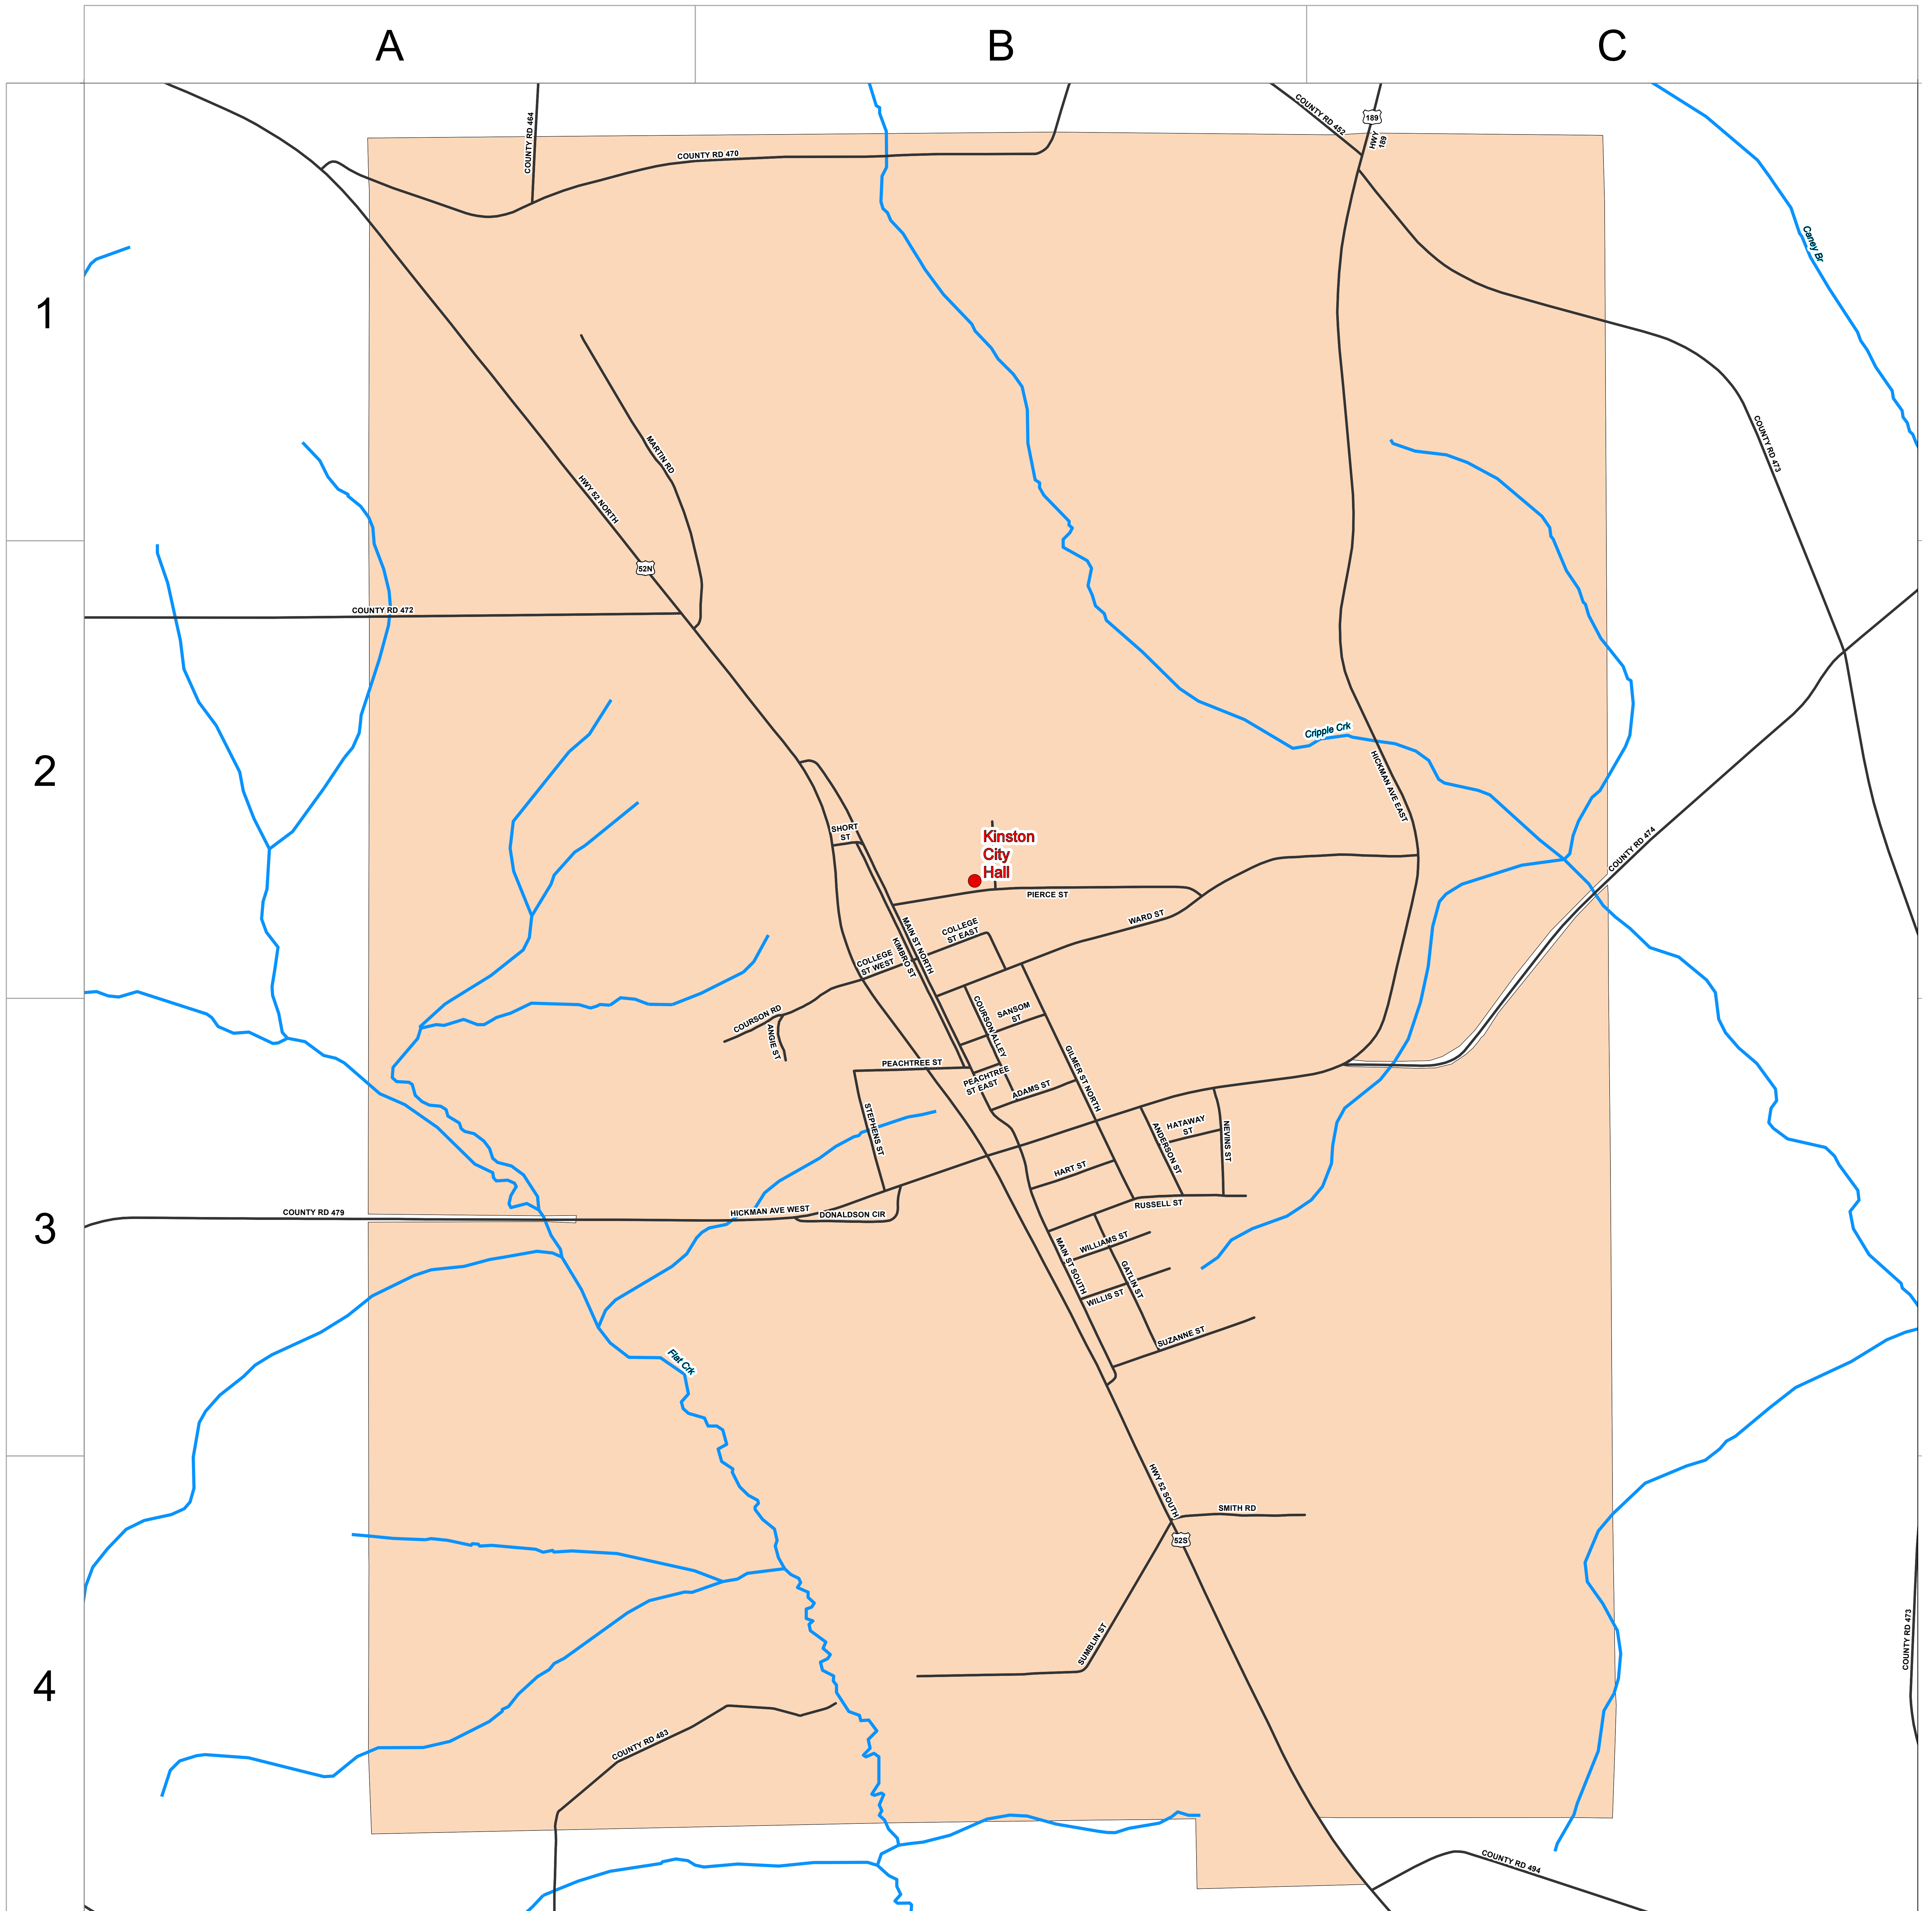 A
B
C
1
2
3
4
COUNTY RD 452
189
HWY
189
COUNTY RD 464
COUNTY RD 470
Caney Br
COUNTY RD 473
MARTIN RD
HWY 52 NORTH
52N
COUNTY RD 472
Cripple Crk
HICKMAN AVE EAST
SHORT
ST
Kinston
City
Hall
COUNTY RD 474
PIERCE ST
WARD ST
MAIN ST NORTH
KIMBRO ST
COLLEGE
ST EAST
COLLEGE
ST WEST
COURSON RD
ANGIE ST
COURSON ALLEY
SANSOM
ST
GILMER ST NORTH
PEACHTREE ST
PEACHTREE
ST EAST
ADAMS ST
STEPHENS ST
HATAWAY
ST
ANDERSON ST
NEVINS ST
HART ST
RUSSELL ST
COUNTY RD 479
HICKMAN AVE WEST
DONALDSON CIR
MAIN ST SOUTH
WILLIAMS ST
GATLIN ST
WILLIS ST
SUZANNE ST
Flat Crk
HWY 52 SOUTH
SMITH RD
52S
SUMBLIN ST
COUNTY RD 473
COUNTY RD 483
COUNTY RD 494